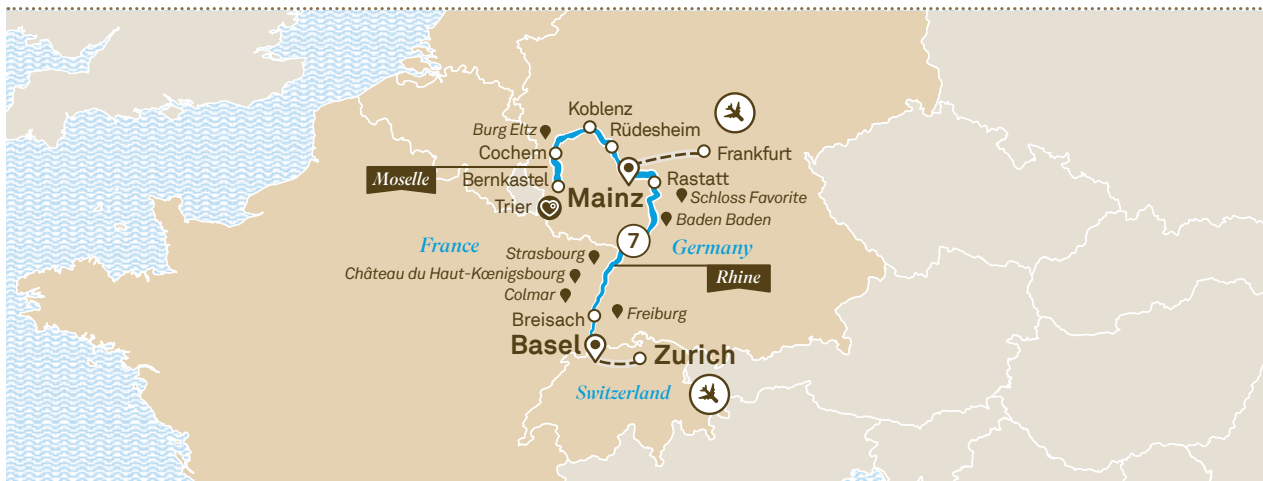 Koblenz
Burg Eltz
Rüdesheim
Cochem
Frankfurt
Moselle
Bernkastel
Mainz
Rastatt
Schloss Favorite
Trier
Baden Baden
7
France
Germany
Strasbourg
Château du Haut-Kœnigsbourg
Rhine
Colmar
Breisach
Freiburg
Basel
Zurich
Switzerland